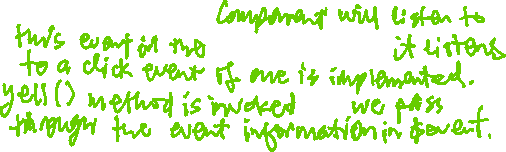 Component will listen to
this event in the it listens
to a click event if one is implemented.
yell() method is invoked we pass
through the event information in $event.